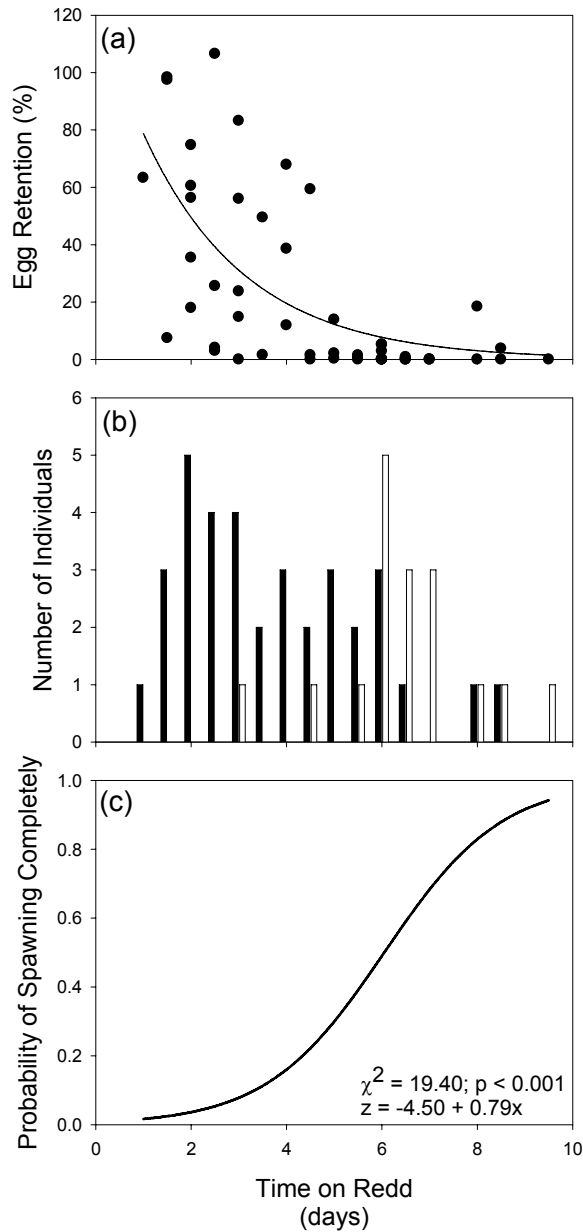 (a)
Egg Retention (%)
120
100
80
60
40
20
0
(b)
Number of Individuals
6
5
4
3
2
1
0
(c)
Probability of Spawning Completely
1.0
0.8
0.6
0.4
0.2
0.0
χ² = 19.40; p < 0.001
z = -4.50 + 0.79x
0 2 4 6 8 10
Time on Redd
(days)